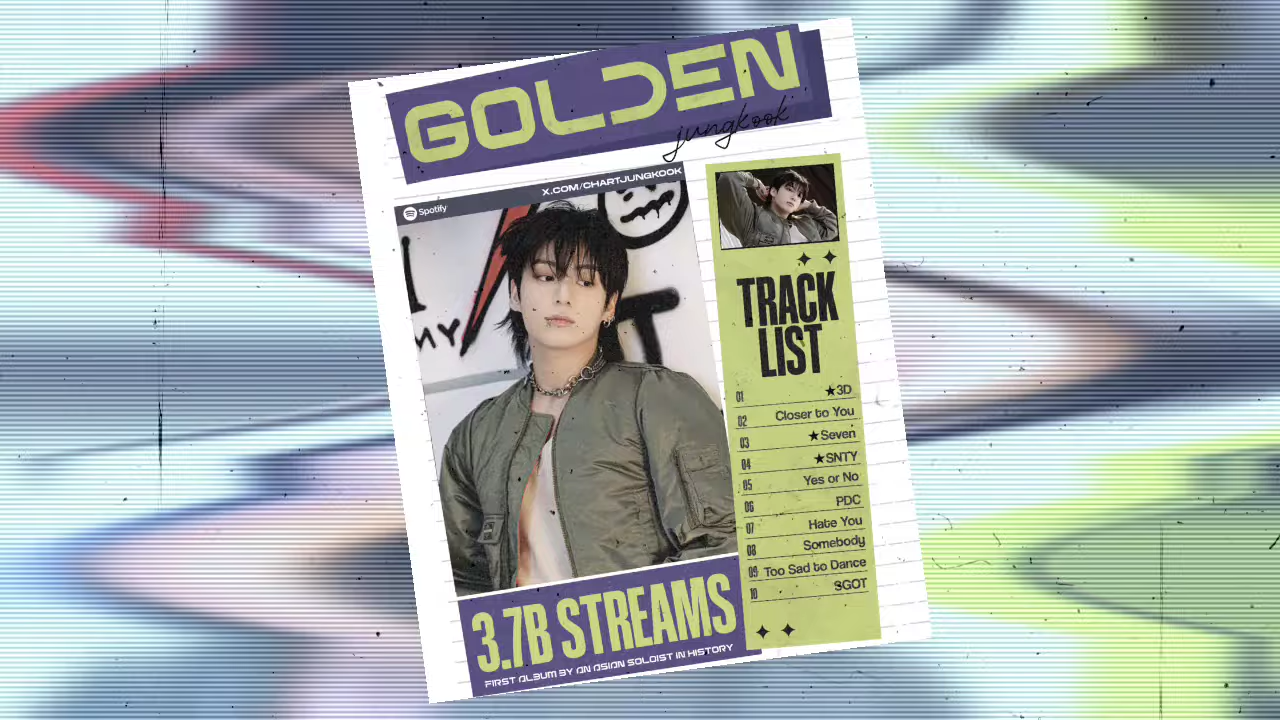 GOLDEN
jungkook
X.COM/CHARTJUNGKOOK
Spotify
I
MY
T
TRACK
LIST
01 ★3D
02 Closer to You
03 ★Seven
04 ★SNTY
05 Yes or No
06 PDC
07 Hate You
08 Somebody
09 Too Sad to Dance
10 SGOT
3.7B STREAMS
FIRST ALBUM BY AN ASIAN SOLOIST IN HISTORY